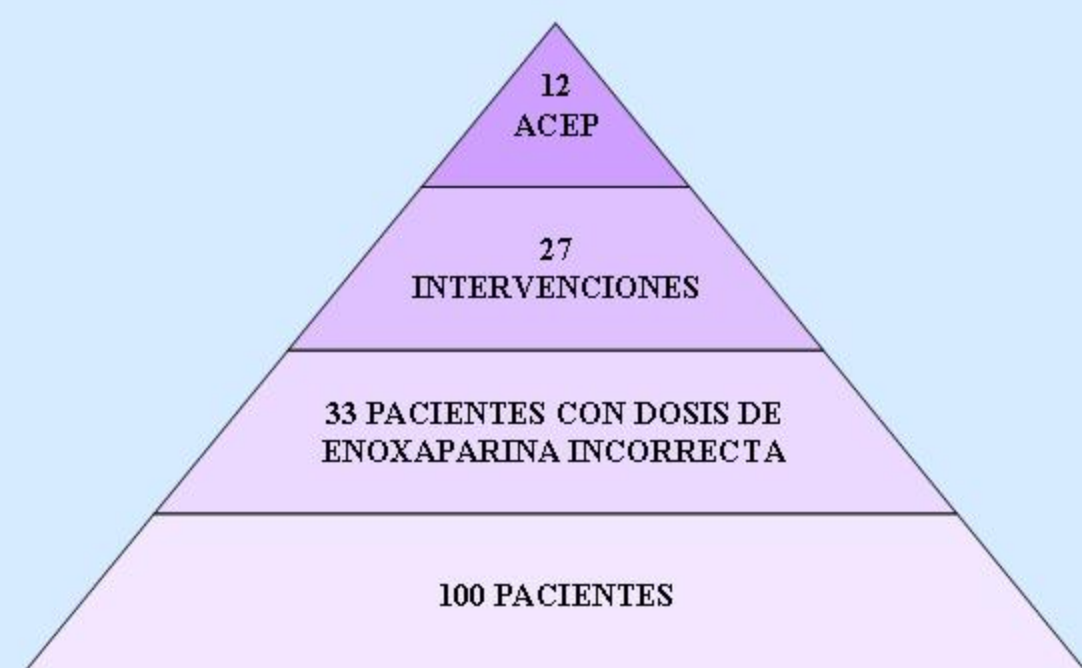 12
ACEP
27
INTERVENCIONES
33 PACIENTES CON DOSIS DE
ENOXAPARINA INCORRECTA
100 PACIENTES